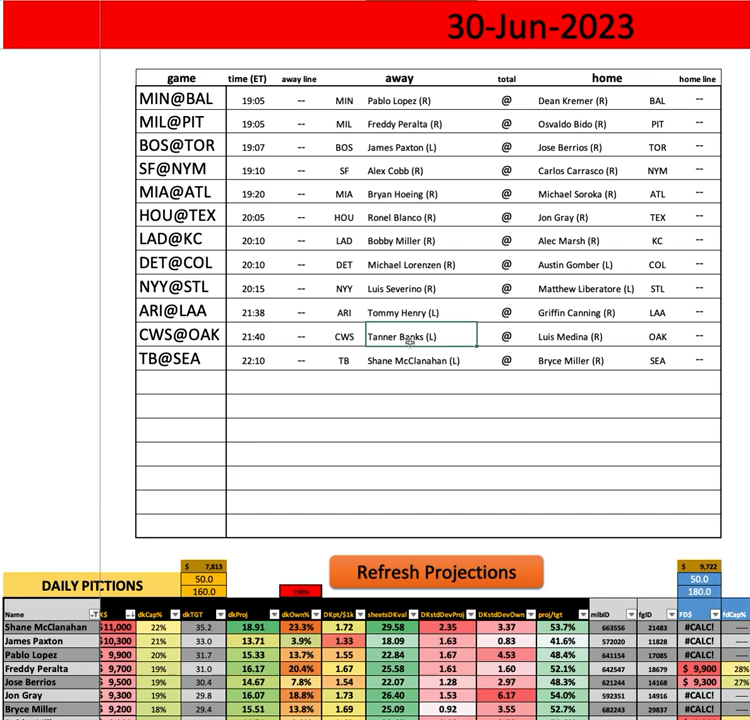 30-Jun-2023
game time (ET) away line away total home home line
MIN@BAL 19:05 -- MIN Pablo Lopez (R) @ Dean Kremer (R) BAL --
MIL@PIT 19:05 -- MIL Freddy Peralta (R) @ Osvaldo Bido (R) PIT --
BOS@TOR 19:07 -- BOS James Paxton (L) @ Jose Berrios (R) TOR --
SF@NYM 19:10 -- SF Alex Cobb (R) @ Carlos Carrasco (R) NYM --
MIA@ATL 19:20 -- MIA Bryan Hoeing (R) @ Michael Soroka (R) ATL --
HOU@TEX 20:05 -- HOU Ronel Blanco (R) @ Jon Gray (R) TEX --
LAD@KC 20:10 -- LAD Bobby Miller (R) @ Alec Marsh (R) KC --
DET@COL 20:10 -- DET Michael Lorenzen (R) @ Austin Gomber (L) COL --
NYY@STL 20:15 -- NYY Luis Severino (R) @ Matthew Liberatore (L) STL --
ARI@LAA 21:38 -- ARI Tommy Henry (L) @ Griffin Canning (R) LAA --
CWS@OAK 21:40 -- CWS Tanner Banks (L) @ Luis Medina (R) OAK --
TB@SEA 22:10 -- TB Shane McClanahan (L) @ Bryce Miller (R) SEA --
$ 7,813 $ 9,722
DAILY PITCTIONS 50.0 Refresh Projections 50.0
160.0 180.0
Name K$ dkCap% dkTGT dkProj dkOwn% DKpt/$1k sheetsDKval DKstdDevProj DKstdDevOwn proj/tgt mlbID fgID FD$ fdCap%
Shane McClanahan $11,000 22% 35.2 18.91 23.3% 1.72 29.58 2.35 3.37 53.7% 663556 21483 #CALC! ----
James Paxton $10,300 21% 33.0 13.71 3.9% 1.33 18.09 1.63 0.83 41.6% 572020 11828 #CALC! ----
Pablo Lopez $ 9,900 20% 31.7 15.33 13.7% 1.55 22.84 1.67 4.53 48.4% 641154 17085 #CALC! ----
Freddy Peralta $ 9,700 19% 31.0 16.17 20.4% 1.67 25.58 1.61 1.60 52.1% 642547 18679 $ 9,900 28%
Jose Berrios $ 9,500 19% 30.4 14.67 7.8% 1.54 22.07 1.28 2.97 48.3% 621244 14168 $ 9,300 27%
Jon Gray $ 9,300 19% 29.8 16.07 18.8% 1.73 26.40 1.53 6.17 54.0% 592351 14916 #CALC! ----
Bryce Miller $ 9,200 18% 29.4 15.51 13.8% 1.69 25.09 0.92 3.55 52.7% 682243 29837 #CALC! ----